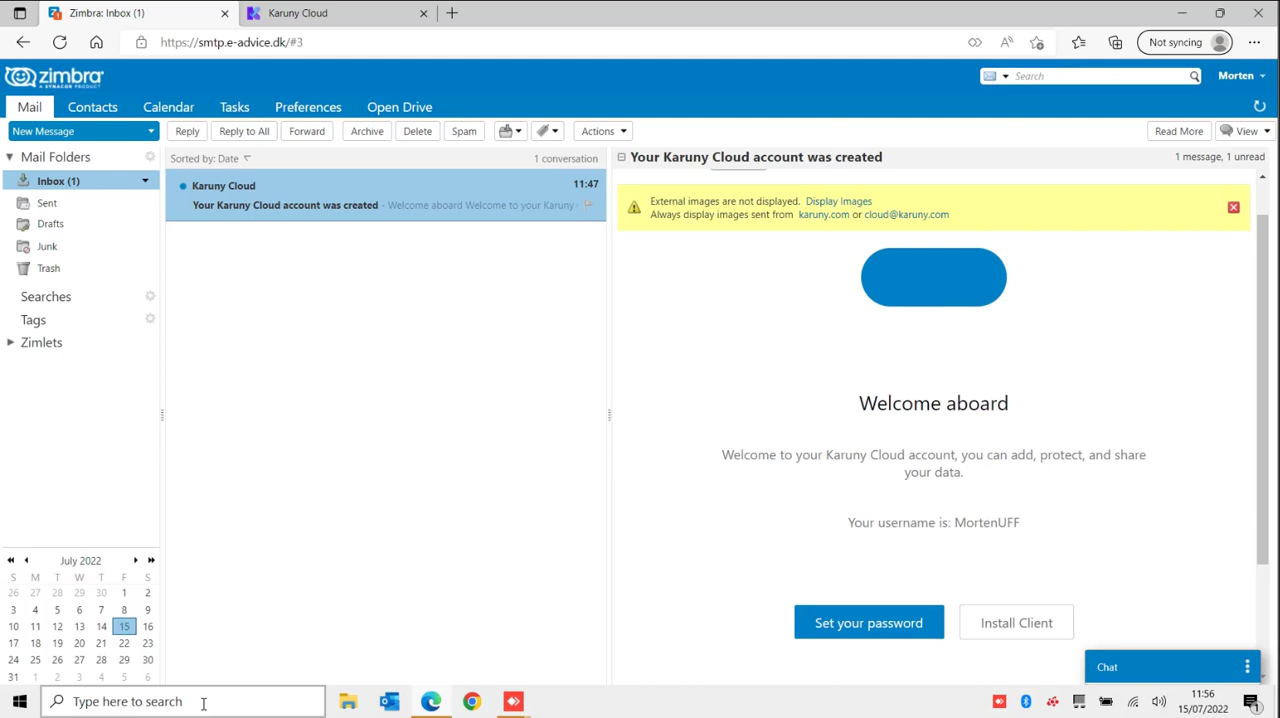 Zimbra: Inbox (1)
Karuny Cloud
https://smtp.e-advice.dk/#3
Not syncing
zimbra
A SYNACOR PRODUCT
Search
Morten
Mail
Contacts
Calendar
Tasks
Preferences
Open Drive
New Message
Reply
Reply to All
Forward
Archive
Delete
Spam
Actions
Read More
View
Mail Folders
Inbox (1)
Sent
Drafts
Junk
Trash
Searches
Tags
Zimlets
Sorted by: Date
1 conversation
Karuny Cloud
11:47
Your Karuny Cloud account was created - Welcome aboard Welcome to your Karuny
Your Karuny Cloud account was created
1 message, 1 unread
External images are not displayed. Display Images
Always display images sent from karuny.com or cloud@karuny.com
Welcome aboard
Welcome to your Karuny Cloud account, you can add, protect, and share
your data.
Your username is: MortenUFF
Set your password
Install Client
Chat
July 2022
S M T W T F S
26 27 28 29 30 1 2
3 4 5 6 7 8 9
10 11 12 13 14 15 16
17 18 19 20 21 22 23
24 25 26 27 28 29 30
31 1 2 3 4 5 6
Type here to search
11:56
15/07/2022
1